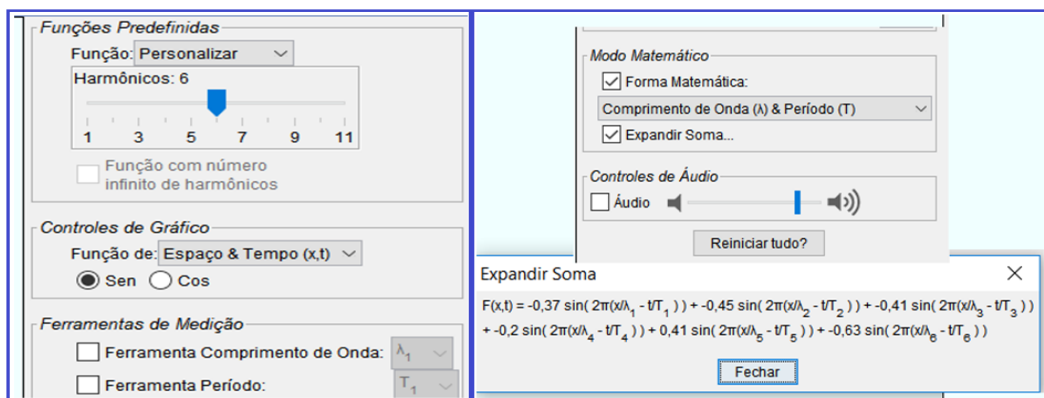 Funções Predefinidas
Função: Personalizar
Harmônicos: 6
1 3 5 7 9 11
Função com número
infinito de harmônicos
Controles de Gráfico
Função de: Espaço & Tempo (x,t)
Sen Cos
Ferramentas de Medição
Ferramenta Comprimento de Onda: λ₁
Ferramenta Período: T₁
Modo Matemático
Forma Matemática:
Comprimento de Onda (λ) & Período (T)
Expandir Soma...
Controles de Áudio
Áudio
Reiniciar tudo?
Expandir Soma
F(x,t) = -0,37 sin( 2π(x/λ₁ - t/T₁ ) ) + -0,45 sin( 2π(x/λ₂ - t/T₂ ) ) + -0,41 sin( 2π(x/λ₃ - t/T₃ ) )
+ -0,2 sin( 2π(x/λ₄ - t/T₄ ) ) + 0,41 sin( 2π(x/λ₅ - t/T₅ ) ) + -0,63 sin( 2π(x/λ₆ - t/T₆ ) )
Fechar